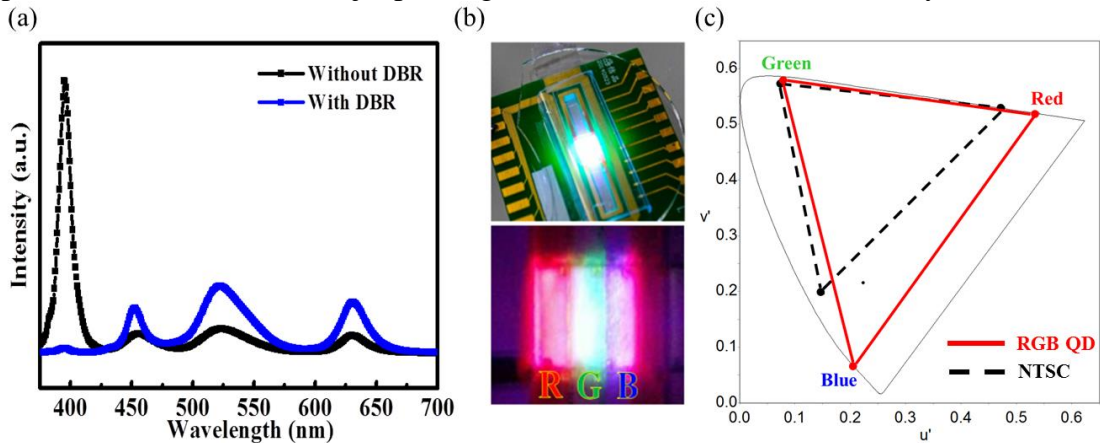 (a)
Intensity (a.u.)
Without DBR
With DBR
400 450 500 550 600 650 700
Wavelength (nm)
(b)
R G B
(c)
0.6
0.5
0.4
v'
0.3
0.2
0.1
0.0
0.0 0.1 0.2 0.3 0.4 0.5 0.6
u'
Green
Red
Blue
RGB QD
NTSC